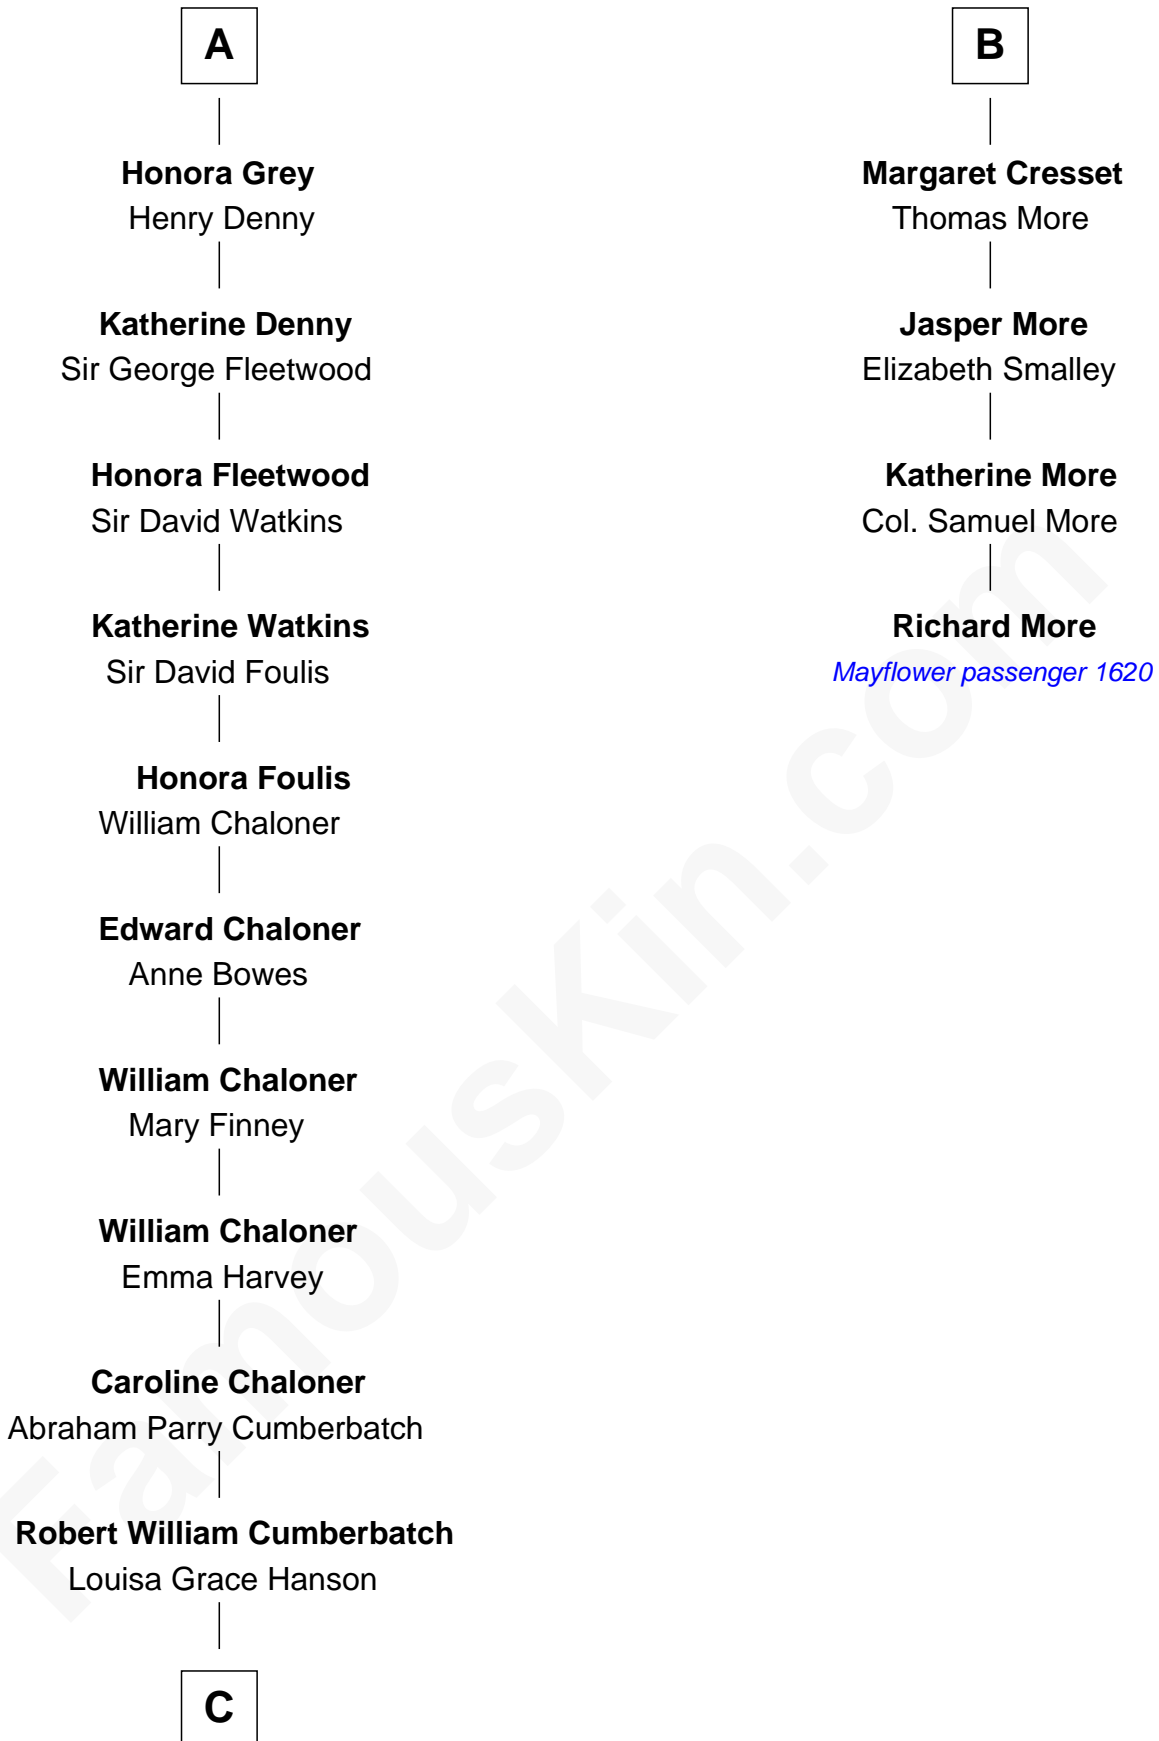 A
Honora Grey
Henry Denny
Katherine Denny
Sir George Fleetwood
Honora Fleetwood
Sir David Watkins
Katherine Watkins
Sir David Foulis
Honora Foulis
William Chaloner
Edward Chaloner
Anne Bowes
William Chaloner
Mary Finney
William Chaloner
Emma Harvey
Caroline Chaloner
Abraham Parry Cumberbatch
Robert William Cumberbatch
Louisa Grace Hanson
C
B
Margaret Cresset
Thomas More
Jasper More
Elizabeth Smalley
Katherine More
Col. Samuel More
Richard More
Mayflower passenger 1620
FamousKin.com